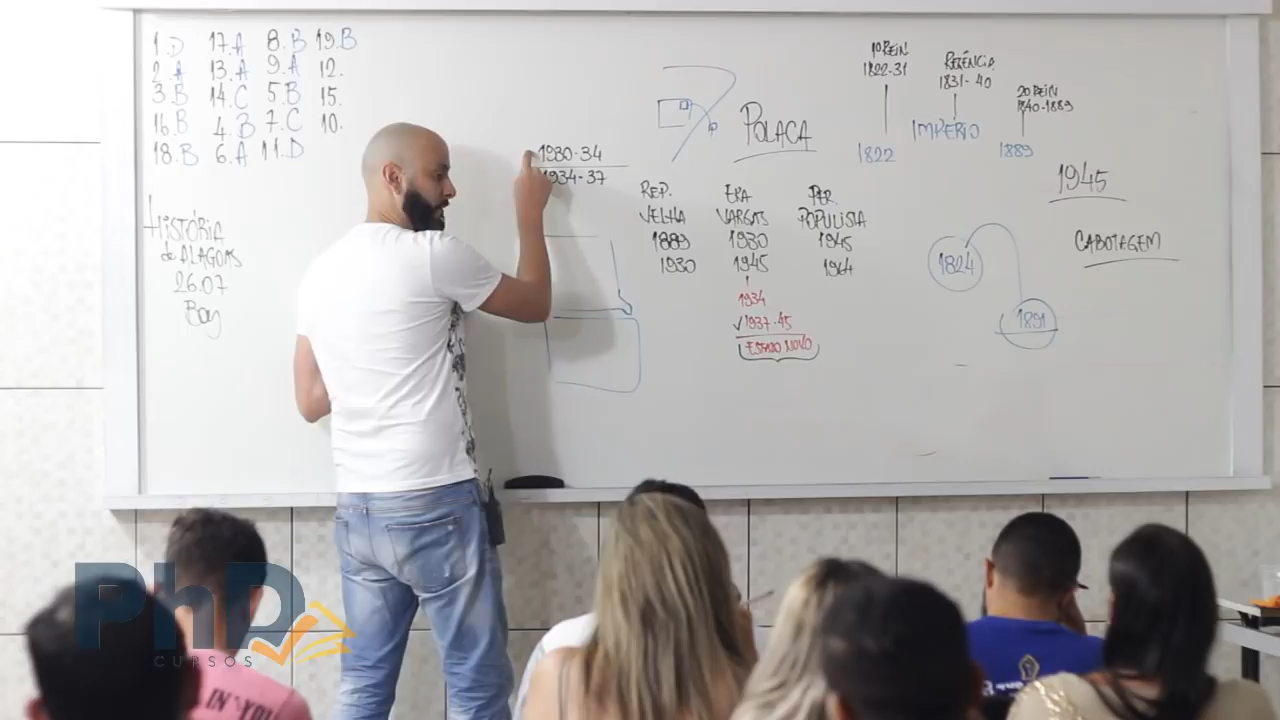 1.D 17.A 8.B 19.B
2.A 13.A 9.A 12.
3.B 14.C 5.B 15.
16.B 4.B 7.C 10.
18.B 6.A 11.D
HISTÓRIA
de ALAGOAS
26.07
1930-34
1934-37
POLACA
REP.
VELHA
1889
1930
ERA
VARGAS
1930
1945
1934
✓1937-45
ESTADO NOVO
PER.
POPULISTA
1945
1964
1º REIN
1822-31
REGÊNCIA
1831-40
2º REIN
1840-1889
IMPÉRIO
1822
1889
1945
CABOTAGEM
1824
1891
PhD
CURSOS
IN YOU